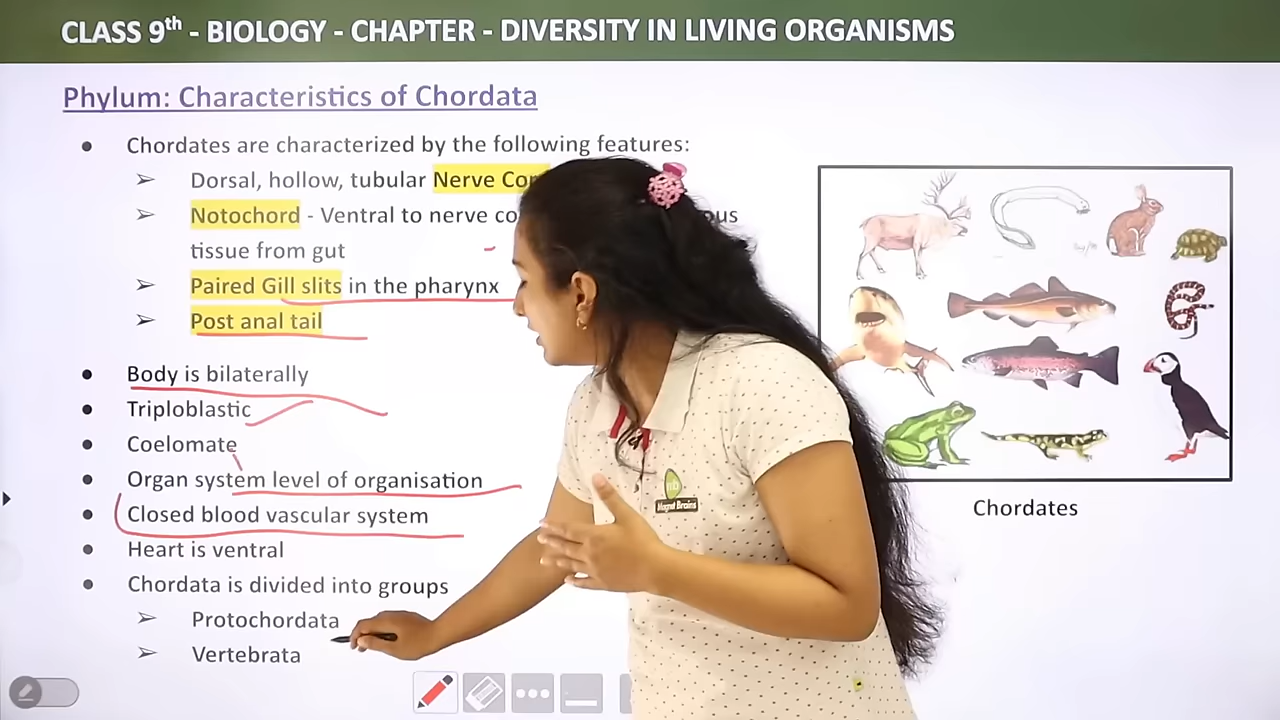 CLASS 9th - BIOLOGY - CHAPTER - DIVERSITY IN LIVING ORGANISMS
Phylum: Characteristics of Chordata
• Chordates are characterized by the following features:
➢ Dorsal, hollow, tubular Nerve
➢ Notochord - Ventral to nerve
tissue from gut
➢ Paired Gill slits in the pharynx
➢ Post anal tail
• Body is bilaterally
• Triploblastic
• Coelomate
• Organ system level of organisation
• Closed blood vascular system
• Heart is ventral
• Chordata is divided into groups
➢ Protochordata
➢ Vertebrata
Chordates
Magnet Brains